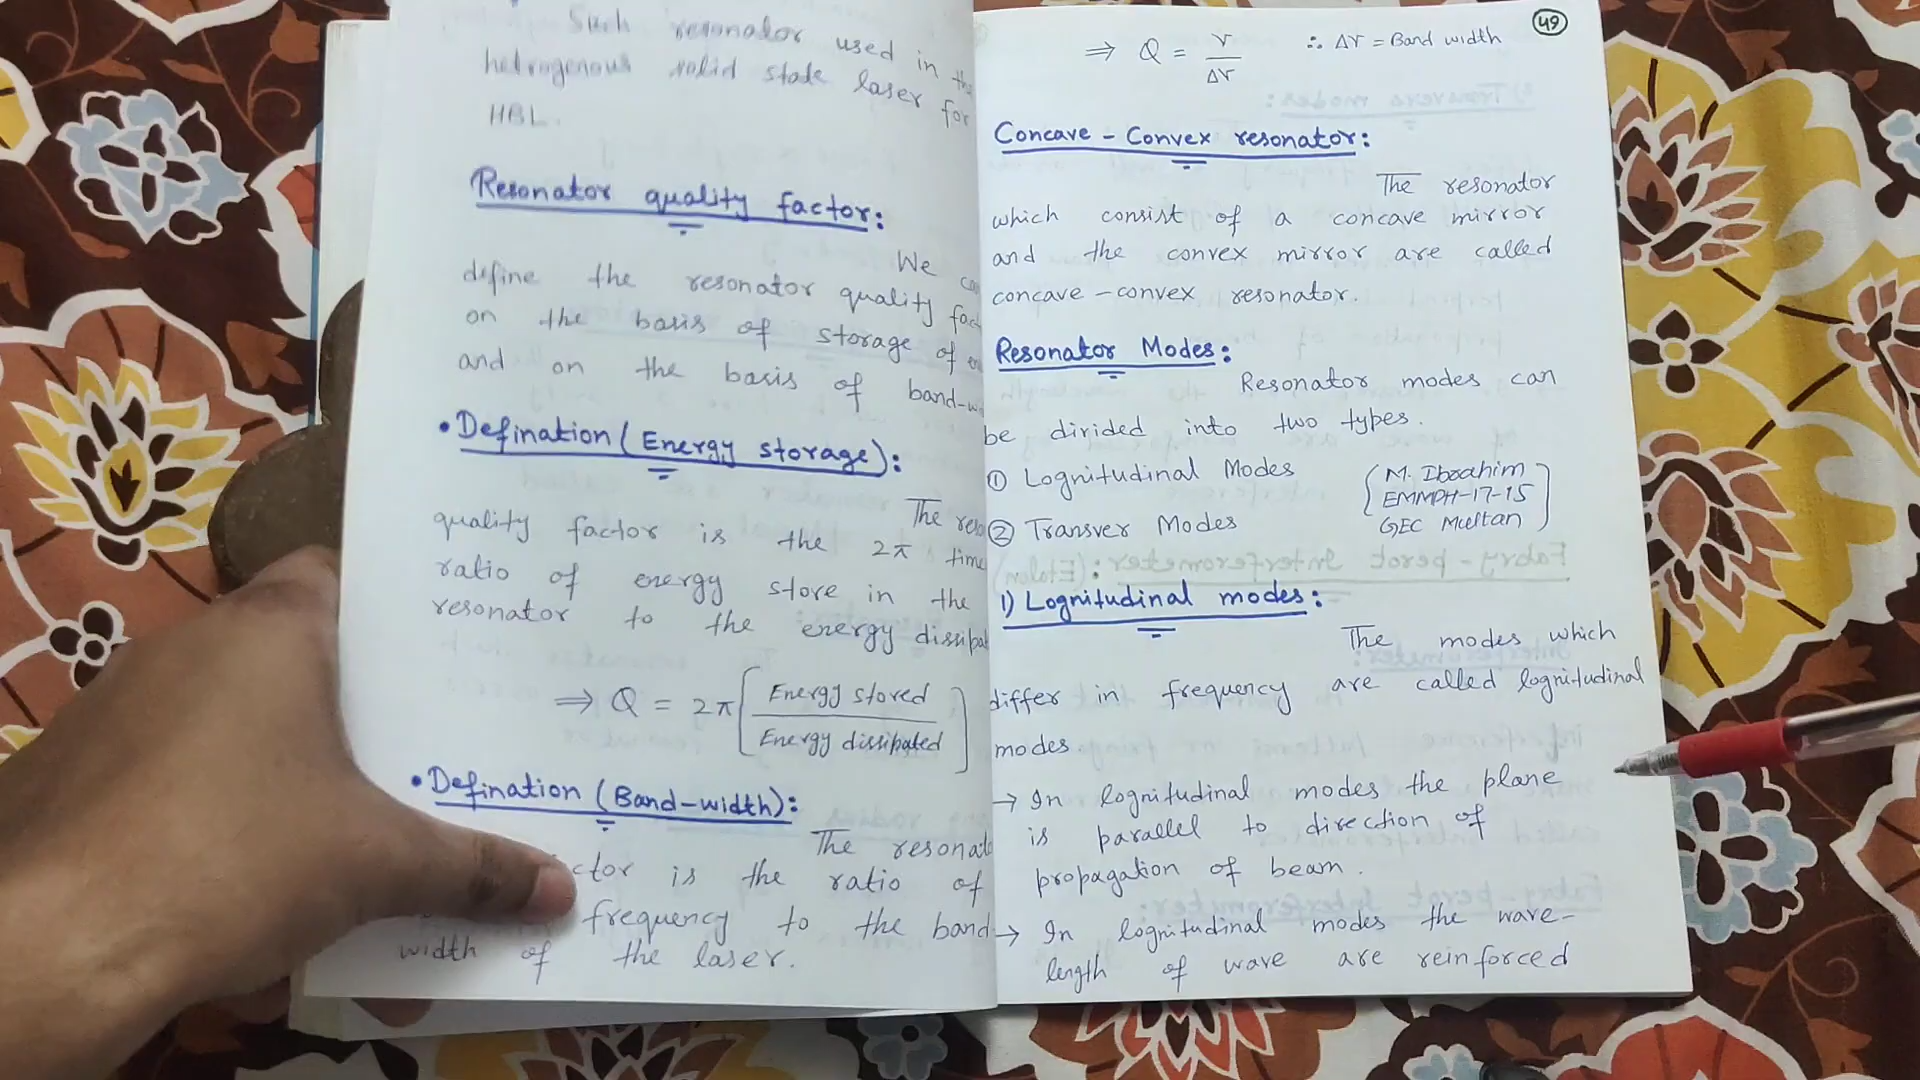 Such resonator used in the
hetrogenous solid state laser for
HBL.
Resonator quality factor:
We
define the resonator quality
on the basis of storage of
and on the basis of
• Defination (Energy storage):
The
quality factor is the 2π
ratio of energy store in the
resonator to the energy
⇒ Q = 2π [Energy stored / Energy dissipated]
• Defination (Band-width):
The
is the ratio of
frequency to the band
width of the laser.
49
⇒ Q = ν / Δν ∴ Δν = Band width
Concave - Convex resonator:
The resonator
which consist of a concave mirror
and the convex mirror are called
concave - convex resonator.
Resonator Modes:
Resonator modes can
be divided into two types.
① Lognitudinal Modes
② Transver Modes
M. Ibrahim
EMMPH-17-15
GEC Multan
1) Lognitudinal modes:
The modes which
differ in frequency are called lognitudinal
modes
→ In lognitudinal modes the plane
is parallel to direction of
propagation of beam.
→ In lognitudinal modes the wave-
length of wave are reinforced